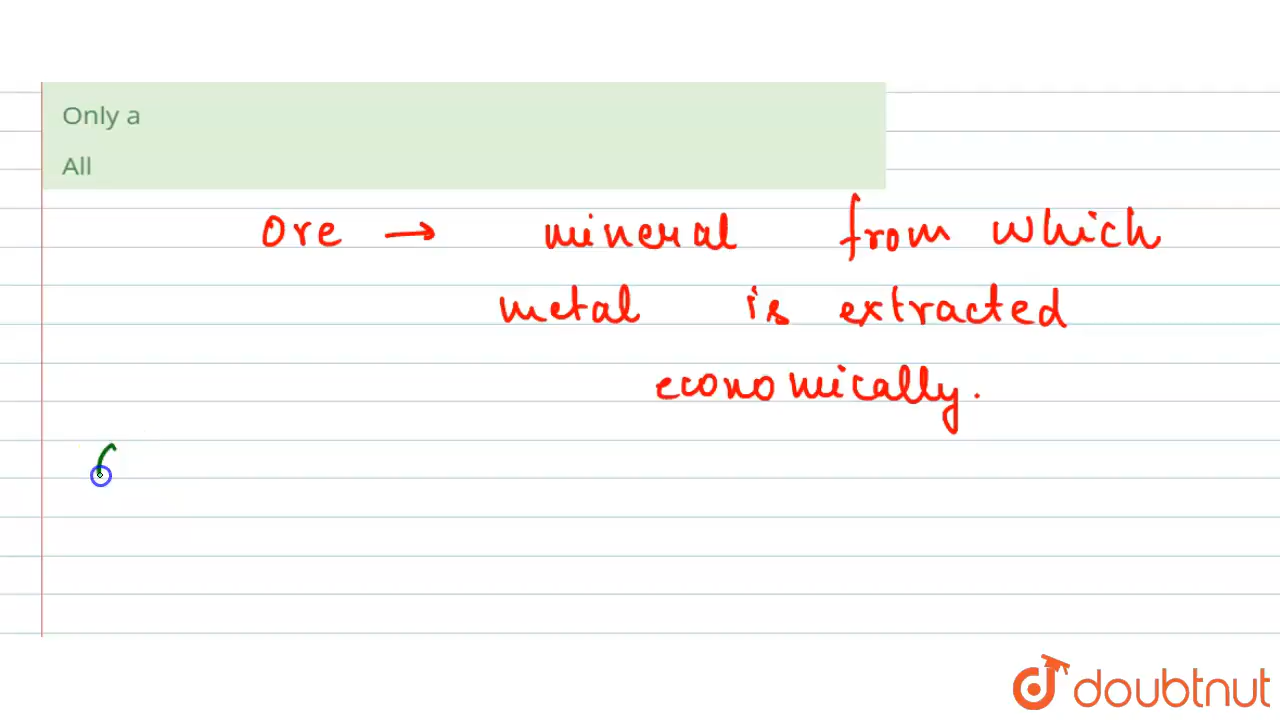 Only a
All
Ore → mineral from which
metal is extracted
economically.
doubtnut